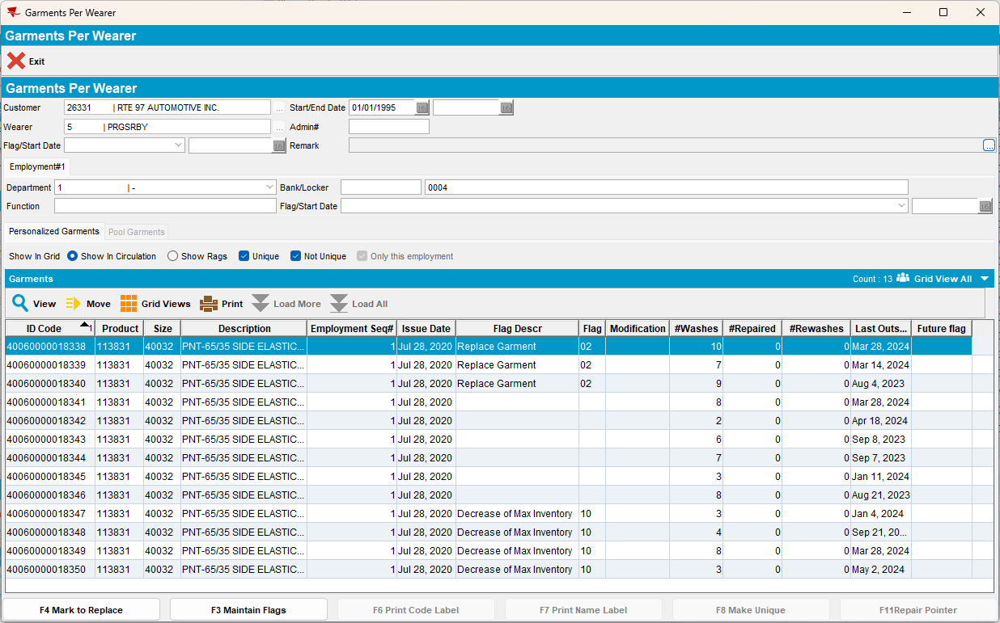 Garments Per Wearer
Garments Per Wearer
Exit
Garments Per Wearer
Customer 26331 | RTE 97 AUTOMOTIVE INC. ... Start/End Date 01/01/1995 16 16
Wearer 5 | PRGSRBY ... Admin#
Flag/Start Date 16 Remark ...
Employment#1
Department 1 | - Bank/Locker 0004
Function Flag/Start Date 16
Personalized Garments Pool Garments
Show In Grid Show In Circulation Show Rags Unique Not Unique Only this employment
Garments Count : 13 Grid View All
View Move Grid Views Print Load More Load All
ID Code 1 Product Size Description Employment Seq# Issue Date Flag Descr Flag Modification #Washes #Repaired #Rewashes Last Outs... Future flag
40060000018338 113831 40032 PNT-65/35 SIDE ELASTIC... 1 Jul 28, 2020 Replace Garment 02 10 0 0 Mar 28, 2024
40060000018339 113831 40032 PNT-65/35 SIDE ELASTIC... 1 Jul 28, 2020 Replace Garment 02 7 0 0 Mar 14, 2024
40060000018340 113831 40032 PNT-65/35 SIDE ELASTIC... 1 Jul 28, 2020 Replace Garment 02 9 0 0 Aug 4, 2023
40060000018341 113831 40032 PNT-65/35 SIDE ELASTIC... 1 Jul 28, 2020 8 0 0 Mar 28, 2024
40060000018342 113831 40032 PNT-65/35 SIDE ELASTIC... 1 Jul 28, 2020 2 0 0 Apr 18, 2024
40060000018343 113831 40032 PNT-65/35 SIDE ELASTIC... 1 Jul 28, 2020 6 0 0 Sep 8, 2023
40060000018344 113831 40032 PNT-65/35 SIDE ELASTIC... 1 Jul 28, 2020 7 0 0 Sep 7, 2023
40060000018345 113831 40032 PNT-65/35 SIDE ELASTIC... 1 Jul 28, 2020 3 0 0 Jan 11, 2024
40060000018346 113831 40032 PNT-65/35 SIDE ELASTIC... 1 Jul 28, 2020 8 0 0 Aug 21, 2023
40060000018347 113831 40032 PNT-65/35 SIDE ELASTIC... 1 Jul 28, 2020 Decrease of Max Inventory 10 3 0 0 Jan 4, 2024
40060000018348 113831 40032 PNT-65/35 SIDE ELASTIC... 1 Jul 28, 2020 Decrease of Max Inventory 10 4 0 0 Sep 21, 20...
40060000018349 113831 40032 PNT-65/35 SIDE ELASTIC... 1 Jul 28, 2020 Decrease of Max Inventory 10 8 0 0 Mar 28, 2024
40060000018350 113831 40032 PNT-65/35 SIDE ELASTIC... 1 Jul 28, 2020 Decrease of Max Inventory 10 3 0 0 May 2, 2024
F4 Mark to Replace F3 Maintain Flags F6 Print Code Label F7 Print Name Label F8 Make Unique F11Repair Pointer